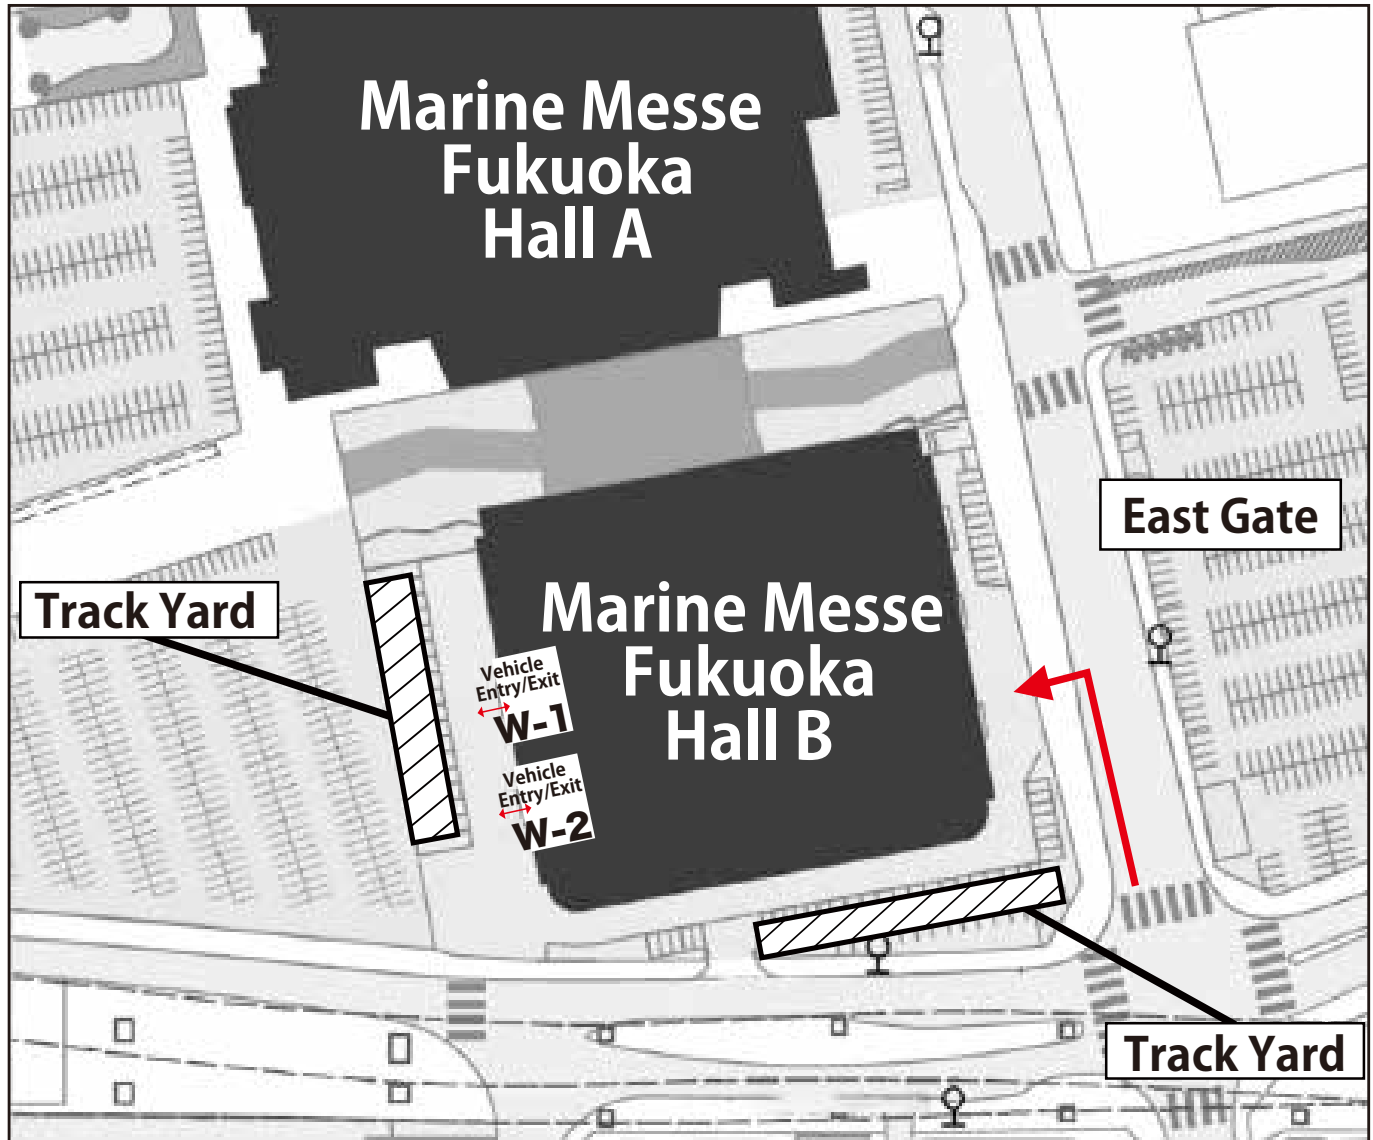 Marine Messe
Fukuoka
Hall A
East Gate
Track Yard
Marine Messe
Fukuoka
Hall B
Vehicle
Entry/Exit
W-1
Vehicle
Entry/Exit
W-2
Track Yard